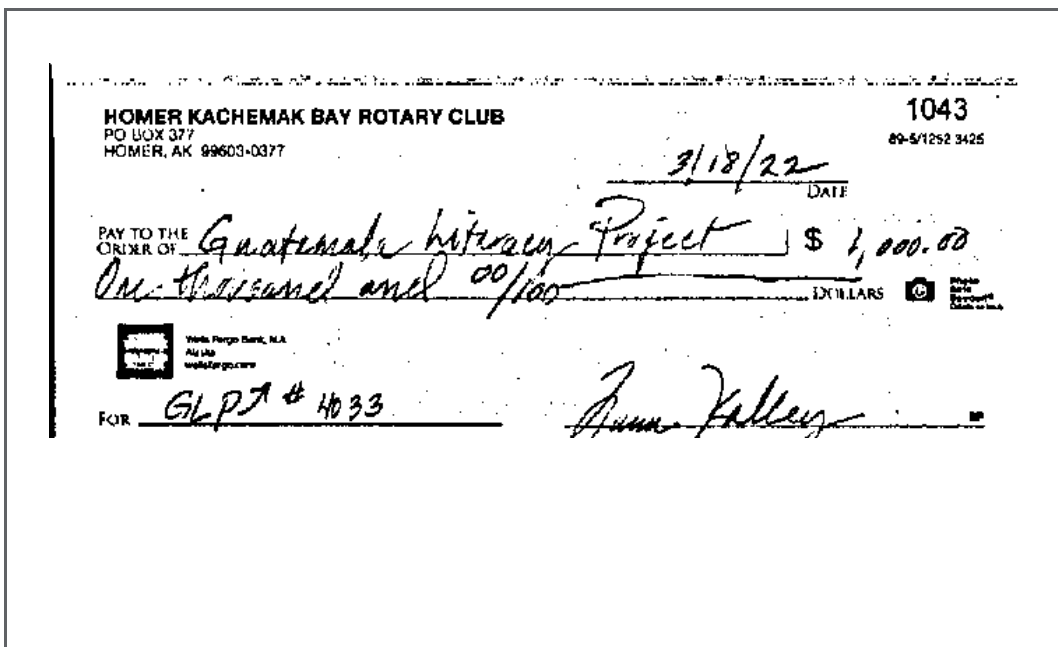 HOMER KACHEMAK BAY ROTARY CLUB
1043
PO BOX 377
89-5/1252 3425
HOMER, AK 99603-0377
3/18/22
DATE
PAY TO THE
ORDER OF Guatemala Literacy Project $ 1,000.00
One thousand and 00/100 DOLLARS
Wells Fargo Bank, N.A.
Alaska
wellsfargo.com
FOR GLP # 4033
Kalley
MP